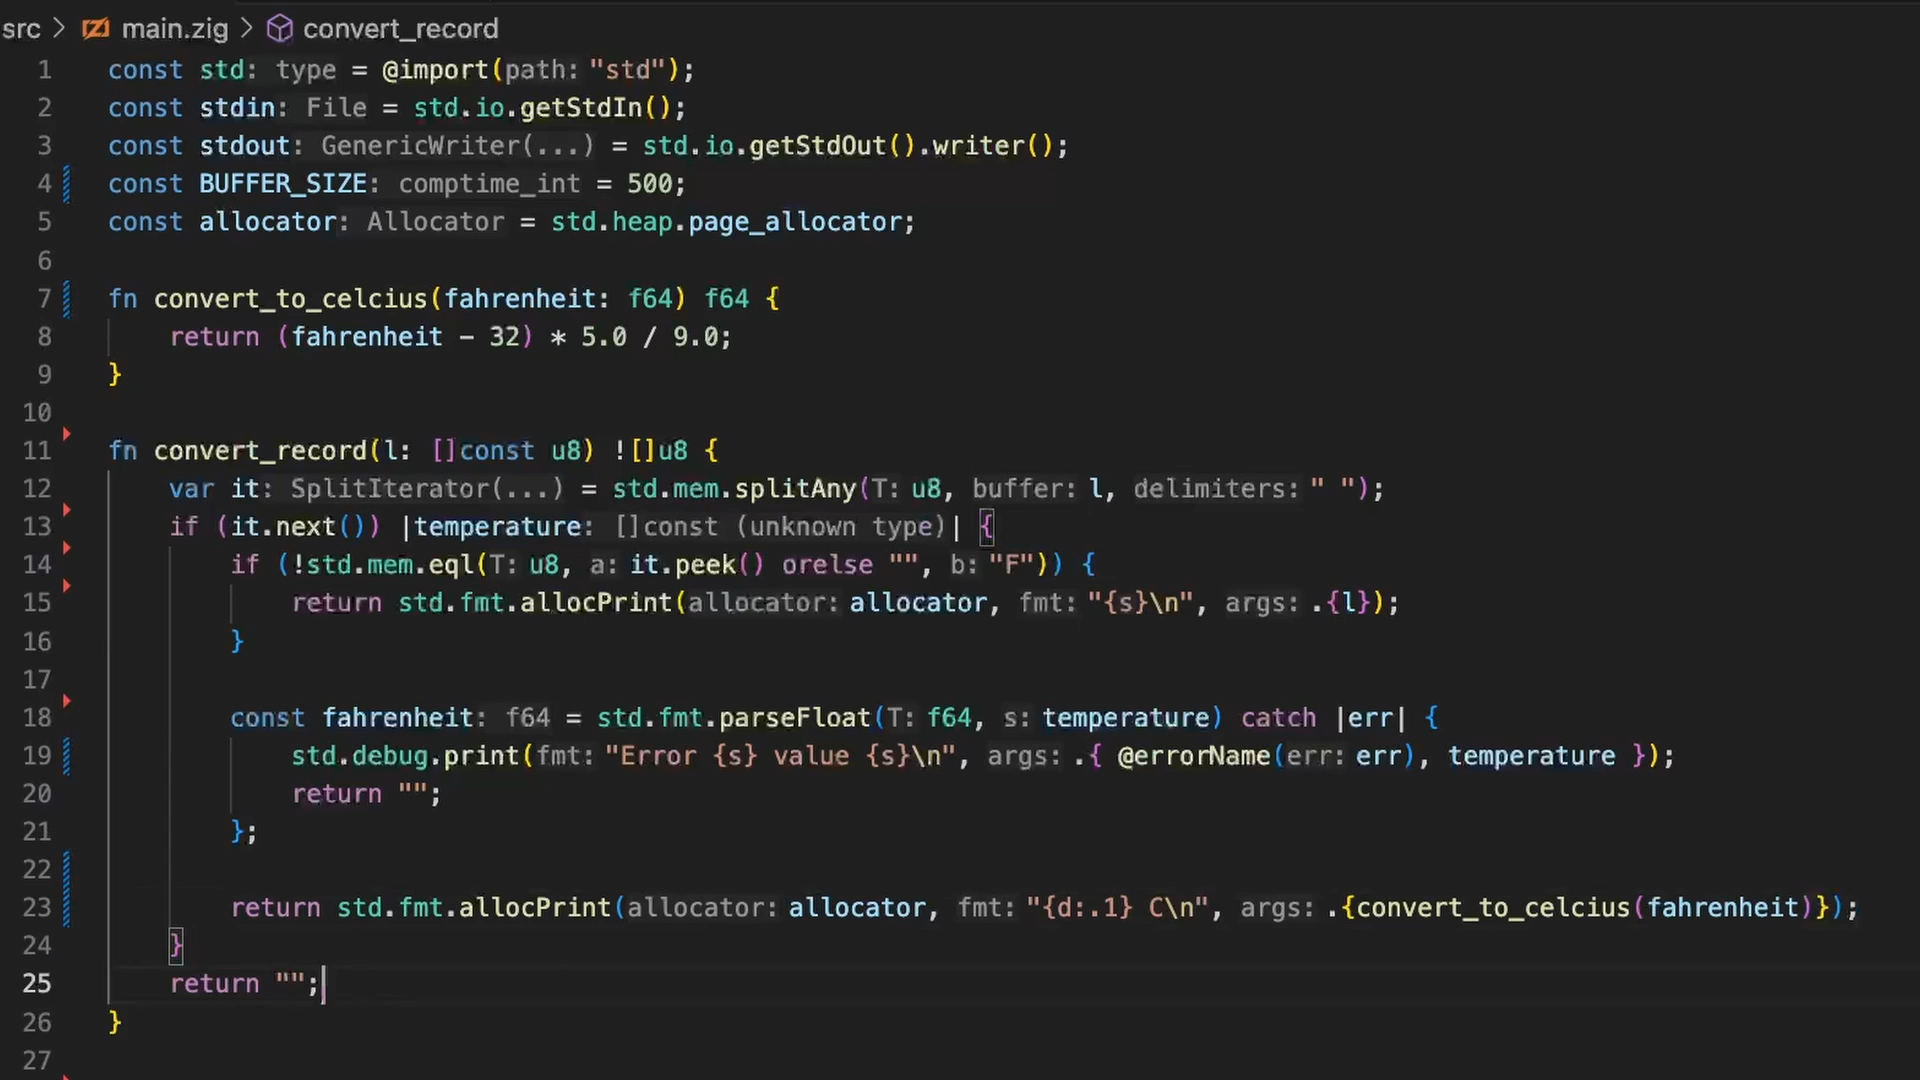 src > main.zig > convert_record
1 const std: type = @import(path: "std");
2 const stdin: File = std.io.getStdIn();
3 const stdout: GenericWriter(...) = std.io.getStdOut().writer();
4 const BUFFER_SIZE: comptime_int = 500;
5 const allocator: Allocator = std.heap.page_allocator;
6
7 fn convert_to_celcius(fahrenheit: f64) f64 {
8 return (fahrenheit - 32) * 5.0 / 9.0;
9 }
10
11 fn convert_record(l: []const u8) ![]u8 {
12 var it: SplitIterator(...) = std.mem.splitAny(T: u8, buffer: l, delimiters: " ");
13 if (it.next()) |temperature: []const (unknown type)| {
14 if (!std.mem.eql(T: u8, a: it.peek() orelse "", b: "F")) {
15 return std.fmt.allocPrint(allocator: allocator, fmt: "{s}\n", args: .{l});
16 }
17
18 const fahrenheit: f64 = std.fmt.parseFloat(T: f64, s: temperature) catch |err| {
19 std.debug.print(fmt: "Error {s} value {s}\n", args: .{ @errorName(err: err), temperature });
20 return "";
21 };
22
23 return std.fmt.allocPrint(allocator: allocator, fmt: "{d:.1} C\n", args: .{convert_to_celcius(fahrenheit)});
24 }
25 return "";
26 }
27